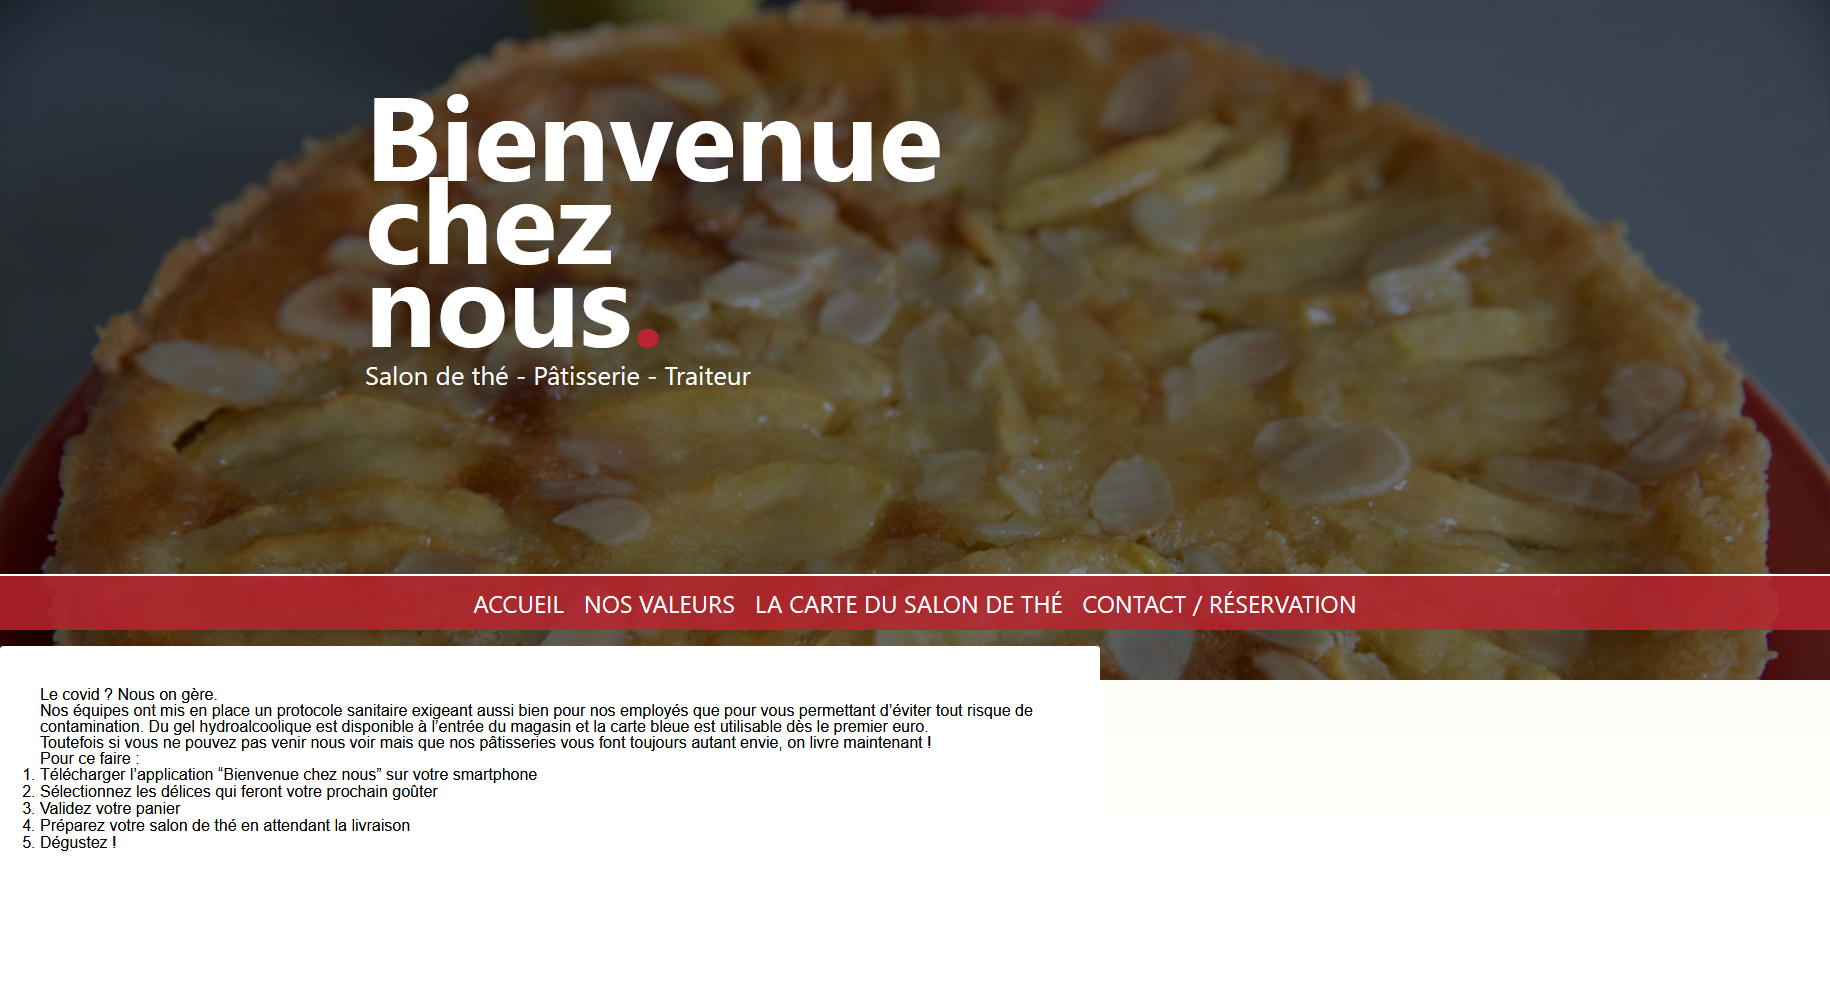 Bienvenue
chez
nous.
Salon de thé - Pâtisserie - Traiteur
ACCUEIL NOS VALEURS LA CARTE DU SALON DE THÉ CONTACT / RÉSERVATION
Le covid ? Nous on gère.
Nos équipes ont mis en place un protocole sanitaire exigeant aussi bien pour nos employés que pour vous permettant d’éviter tout risque de
contamination. Du gel hydroalcoolique est disponible à l’entrée du magasin et la carte bleue est utilisable dès le premier euro.
Toutefois si vous ne pouvez pas venir nous voir mais que nos pâtisseries vous font toujours autant envie, on livre maintenant !
Pour ce faire :
1. Télécharger l’application “Bienvenue chez nous” sur votre smartphone
2. Sélectionnez les délices qui feront votre prochain goûter
3. Validez votre panier
4. Préparez votre salon de thé en attendant la livraison
5. Dégustez !